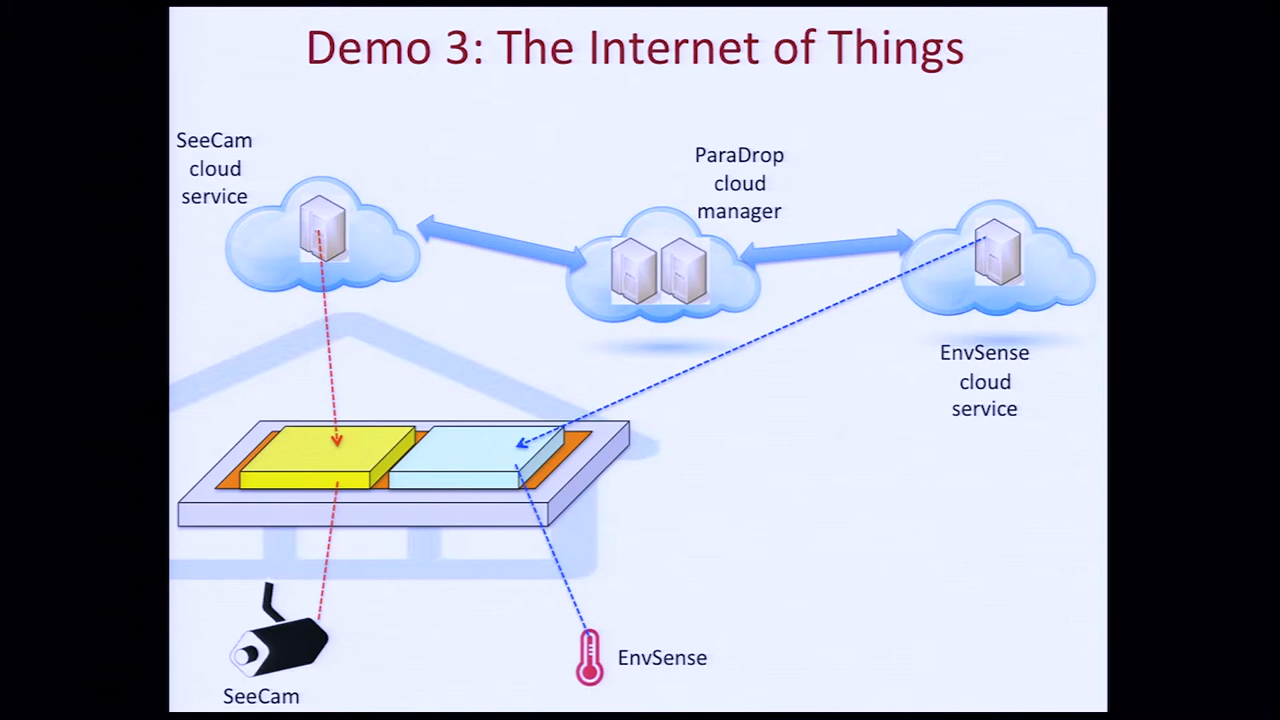 Demo 3: The Internet of Things
SeeCam
cloud
service
ParaDrop
cloud
manager
EnvSense
cloud
service
EnvSense
SeeCam